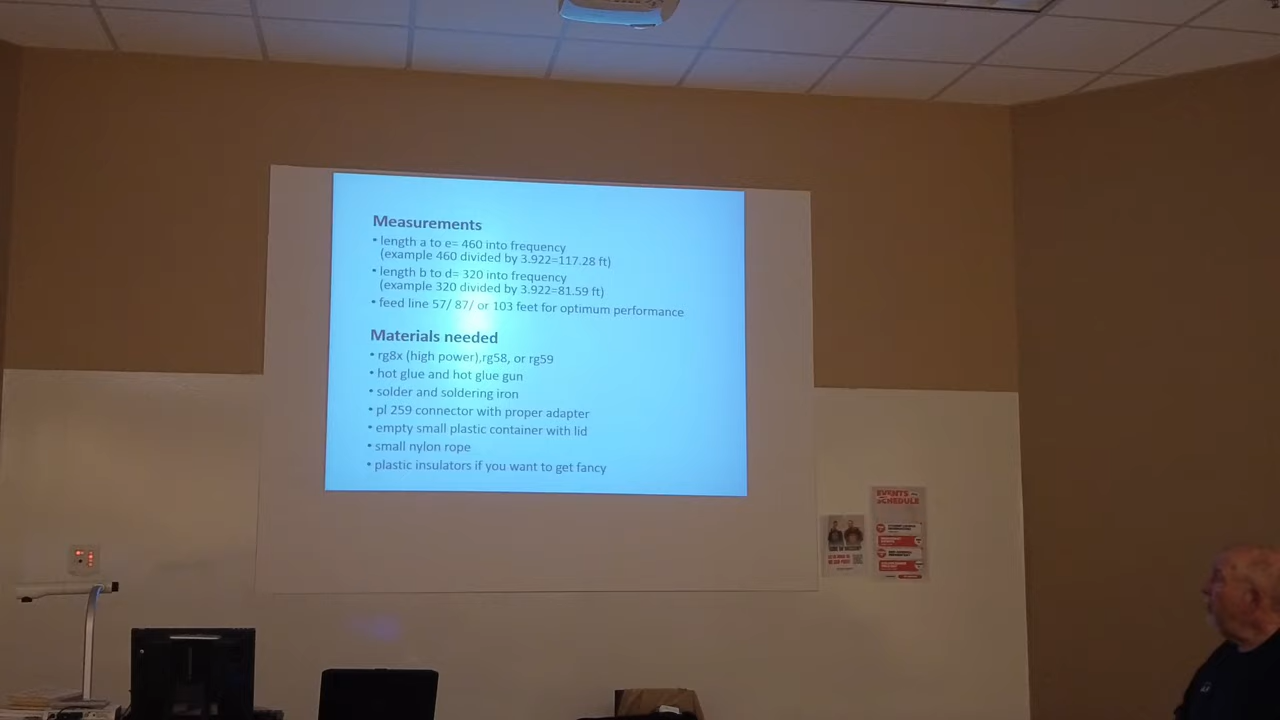 Measurements
• length a to e= 460 into frequency
(example 460 divided by 3.922=117.28 ft)
• length b to d= 320 into frequency
(example 320 divided by 3.922=81.59 ft)
• feed line 57/ 87/ or 103 feet for optimum performance
Materials needed
• rg8x (high power),rg58, or rg59
• hot glue and hot glue gun
• solder and soldering iron
• pl 259 connector with proper adapter
• empty small plastic container with lid
• small nylon rope
• plastic insulators if you want to get fancy
EVENTS
SCHEDULE